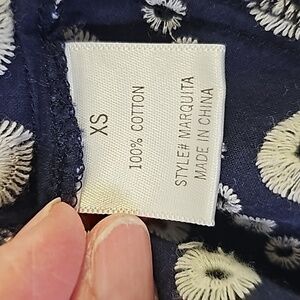 XS
100% COTTON
STYLE# MARQUITA
MADE IN CHINA